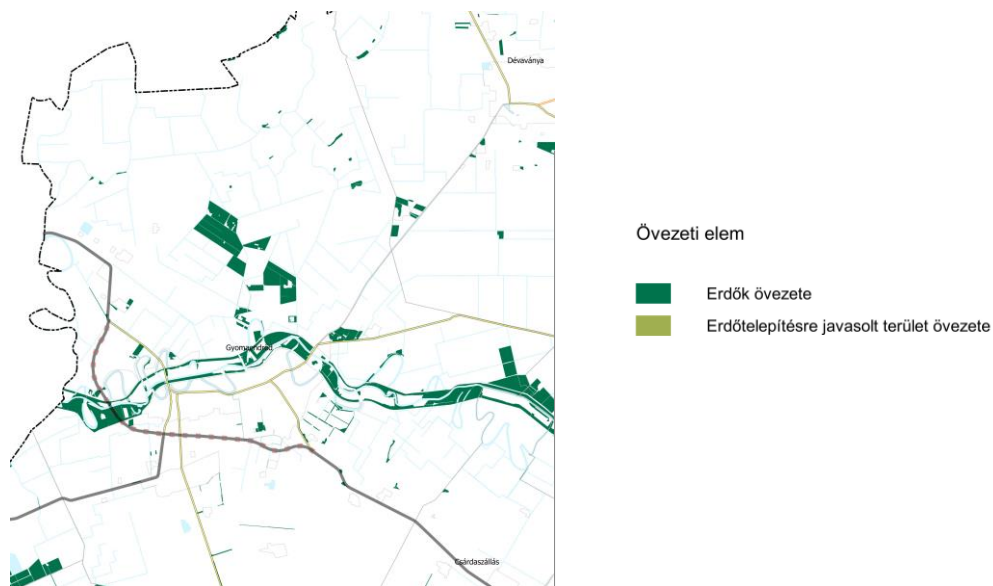 Dévaványa
Övezeti elem
Erdők övezete
Erdőtelepítésre javasolt terület övezete
Gyomaendrőd
Csárdaszállás